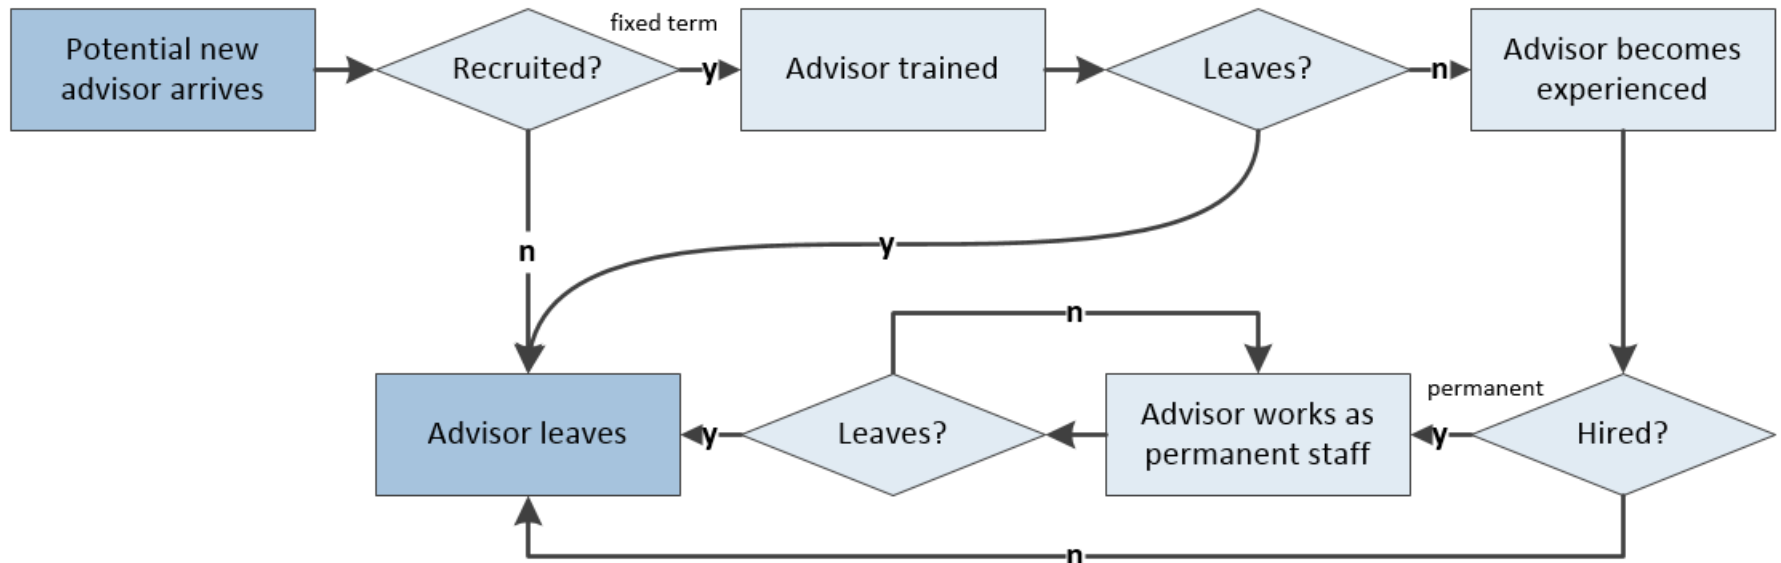 Potential new
advisor arrives
Recruited?
fixed term
y
Advisor trained
Leaves?
n
Advisor becomes
experienced
n
y
n
Advisor leaves
y
Leaves?
Advisor works as
permanent staff
permanent
y
Hired?
n